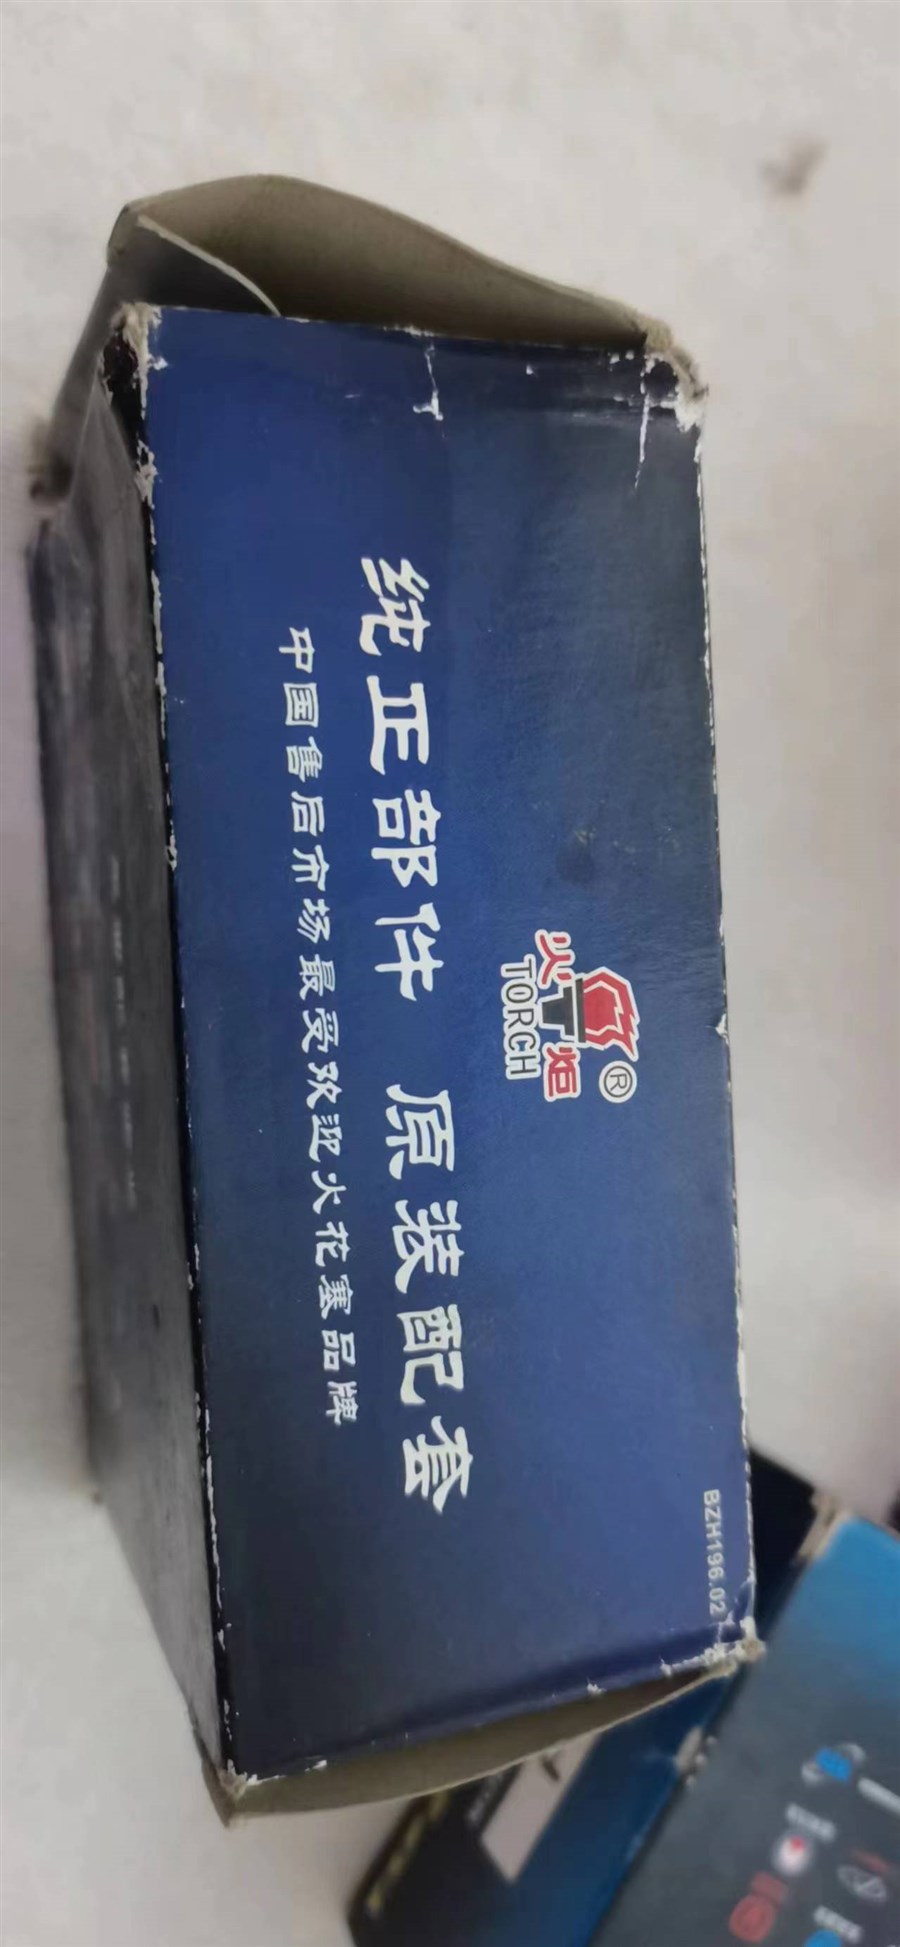 火炬®
TORCH
纯正部件 原装配套
中国售后市场最受欢迎火花塞品牌
BZH196.02